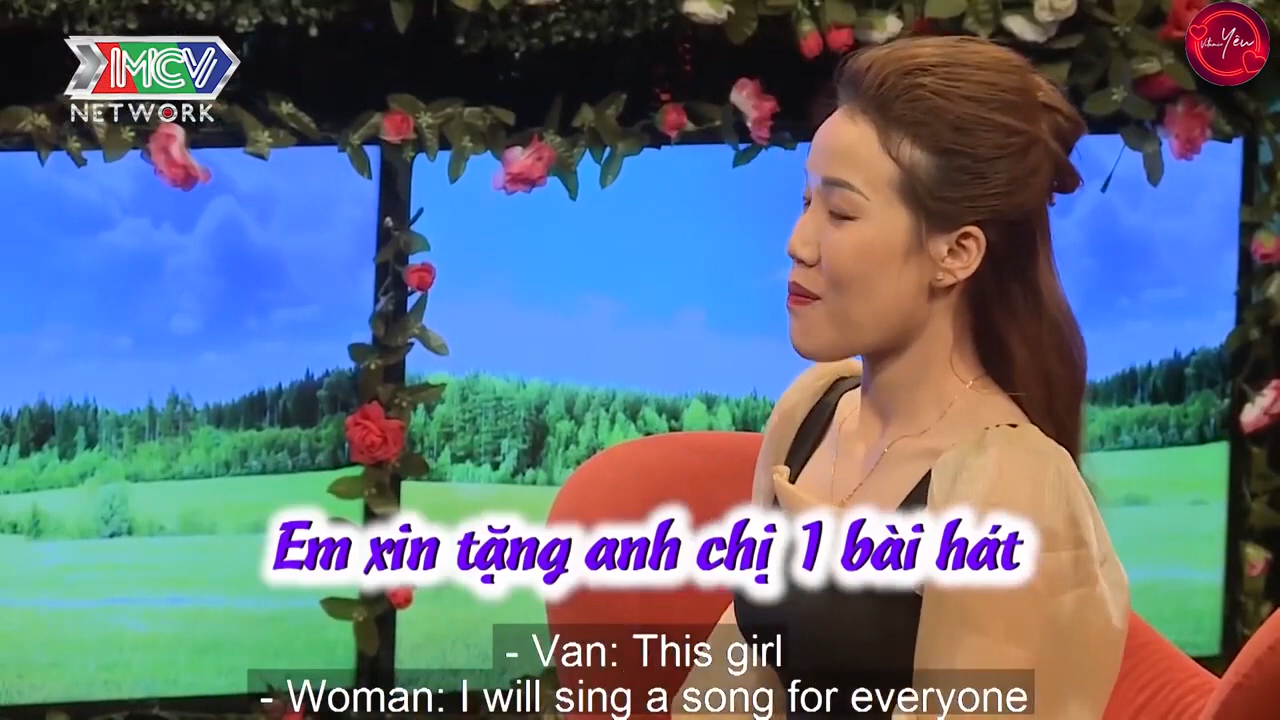 MCV
NETWORK
Vitamin Yêu
Em xin tặng anh chị 1 bài hát
- Van: This girl
- Woman: I will sing a song for everyone